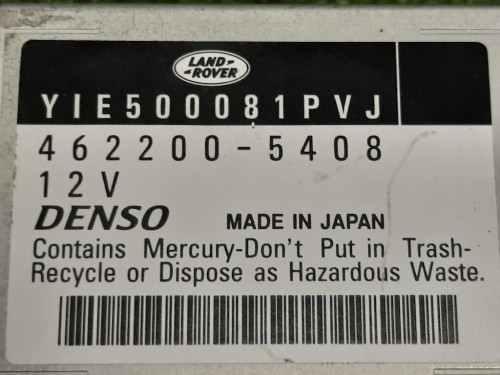 LAND-
-ROVER
YIE500081PVJ
462200-5408
12V
DENSO MADE IN JAPAN
Contains Mercury-Don't Put in Trash-
Recycle or Dispose as Hazardous Waste.